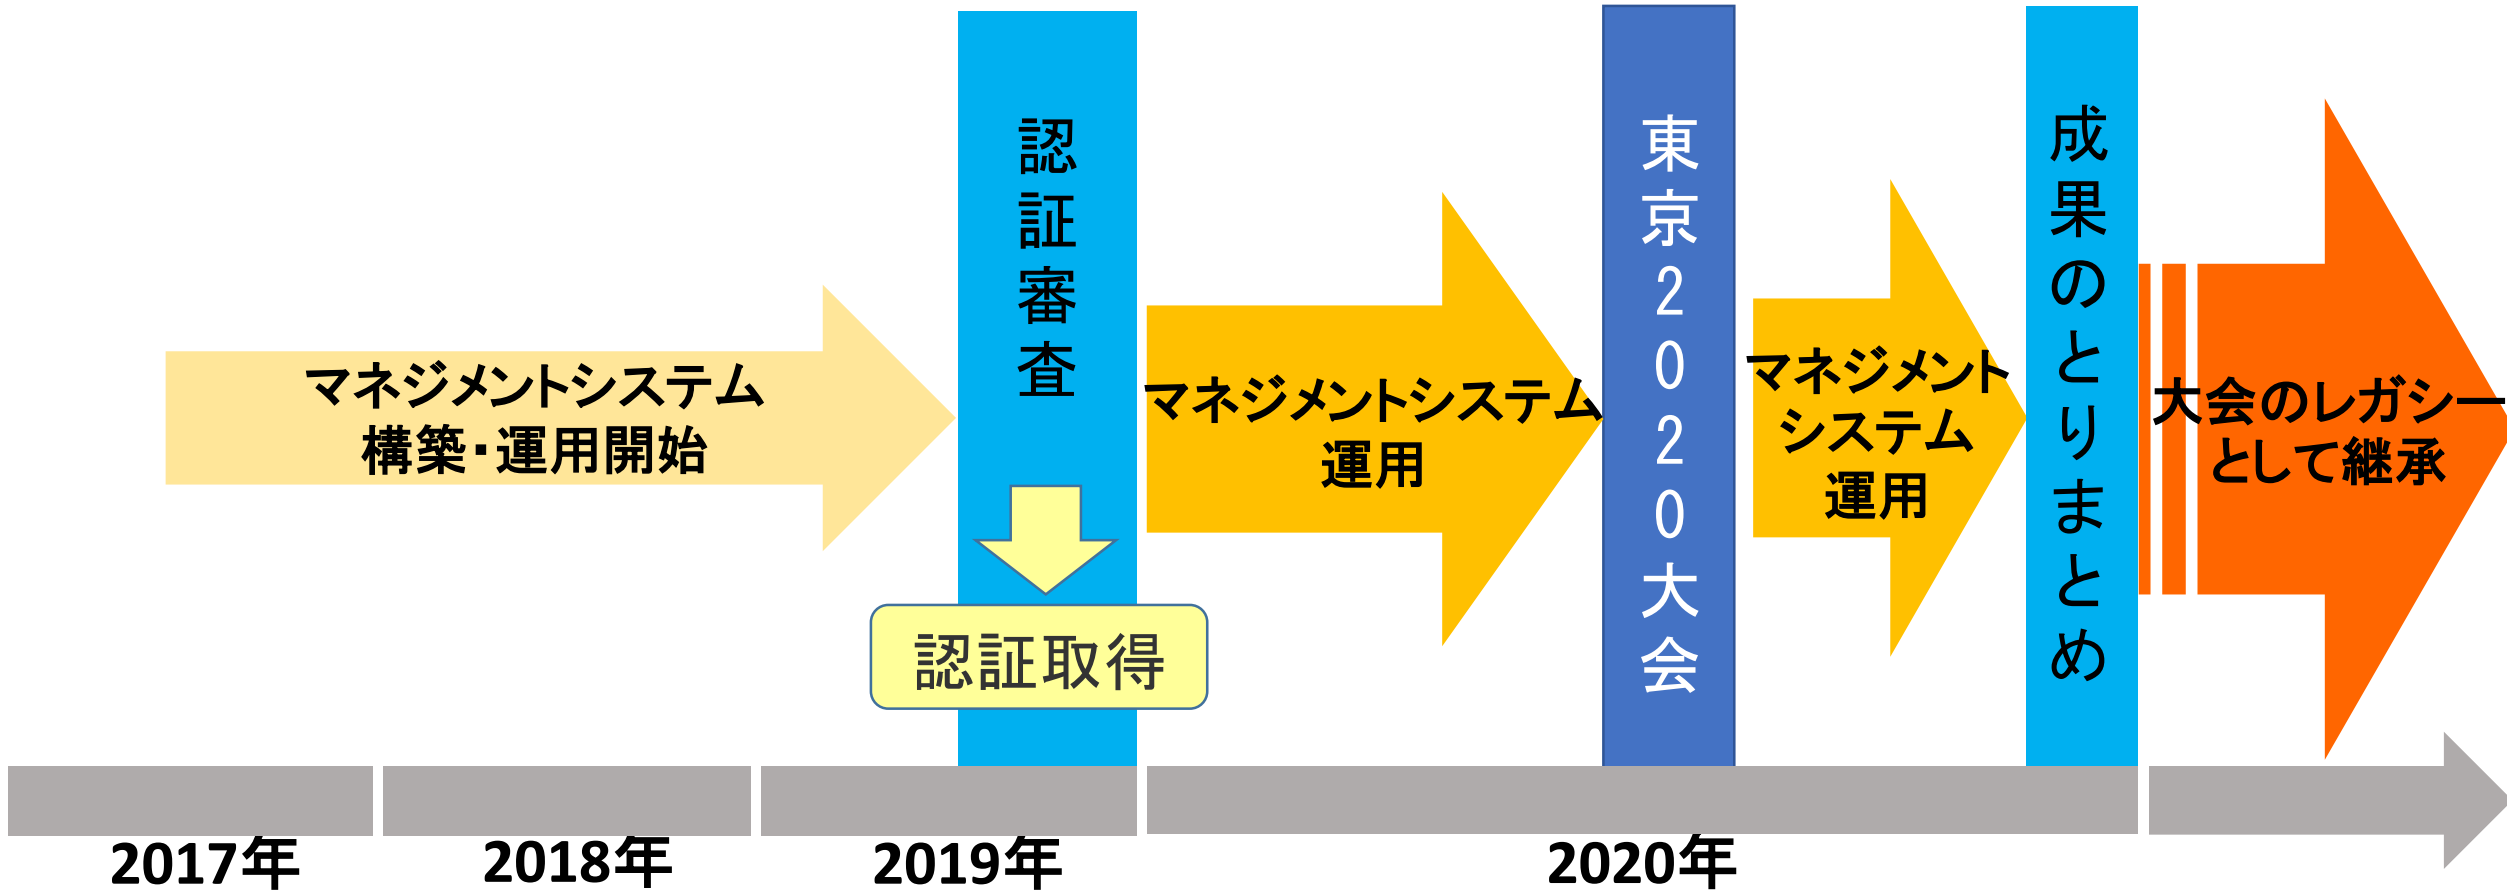 マネジントジステム
構築・運用開始
認証審査
認証取得
マネジントジステム
運用
東京2020大会
マネジメント
システム
運用
成果のとりまとめ
大会のレガシー
として継承
2017年
2018年
2019年
2020年